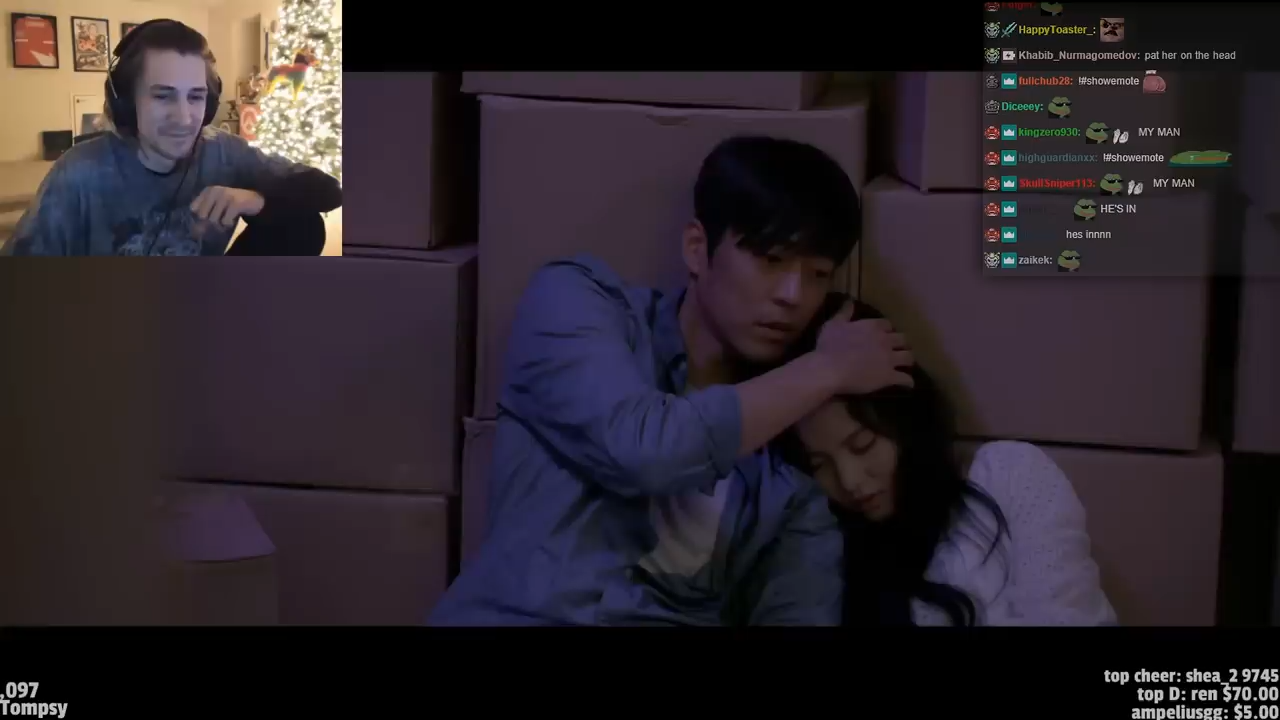 HappyToaster_:
Khabib_Nurmagomedov: pat her on the head
fullchub28: !#showemote
Diceeey:
kingzero930: MY MAN
highguardianxx: !#showemote
SkullSniper113: MY MAN
HE'S IN
hes innnn
zaikek:
,097
Tompsy
top cheer: shea_2 9745
top D: ren $70.00
ampeliusgg: $5.00